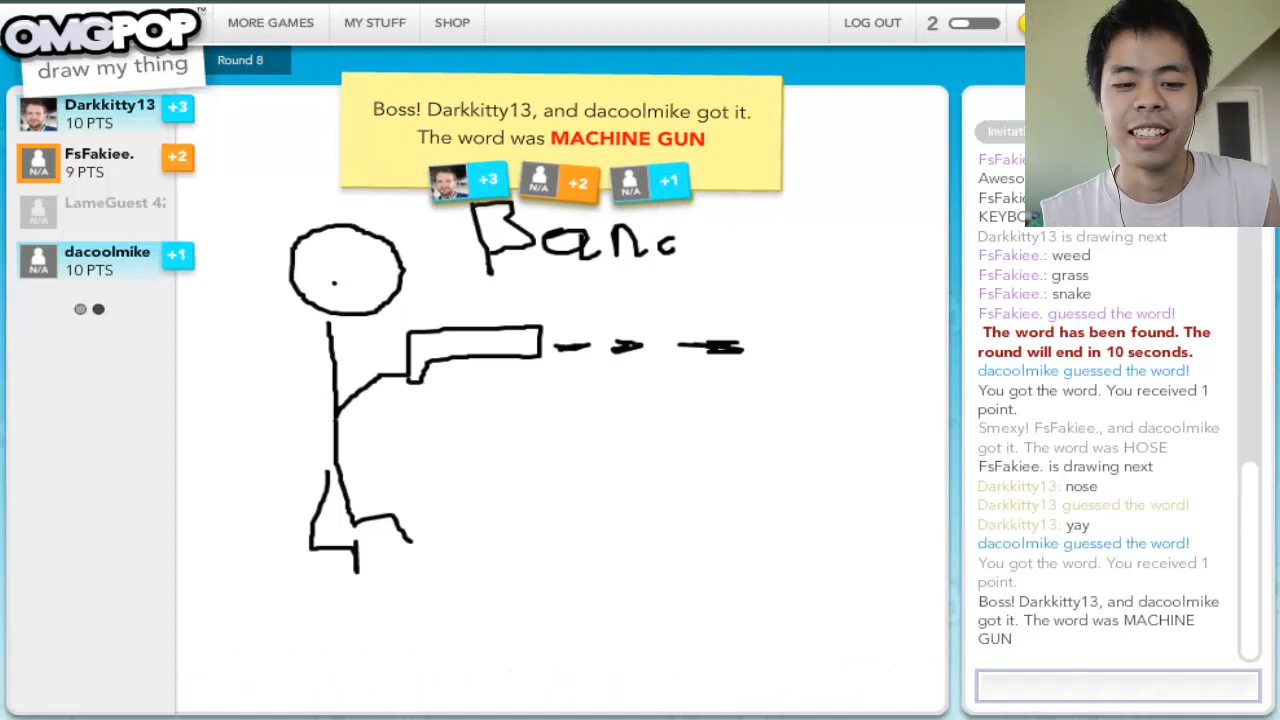 OMGPOP™
draw my thing
MORE GAMES
MY STUFF
SHOP
LOG OUT
2
Round 8
Darkkitty13
10 PTS
+3
FsFakiee.
9 PTS
+2
N/A
LameGuest 42
N/A
dacoolmike
10 PTS
+1
N/A
Boss! Darkkitty13, and dacoolmike got it.
The word was MACHINE GUN
+3
N/A +2
N/A +1
Banc
Awes
FsFakie
KEYBO
Darkkitty13 is drawing next
FsFakiee.: weed
FsFakiee.: grass
FsFakiee.: snake
FsFakiee. guessed the word!
The word has been found. The
round will end in 10 seconds.
dacoolmike guessed the word!
You got the word. You received 1
point.
Smexy! FsFakiee., and dacoolmike
got it. The word was HOSE
FsFakiee. is drawing next
Darkkitty13: nose
Darkkitty13 guessed the word!
Darkkitty13: yay
dacoolmike guessed the word!
You got the word. You received 1
point.
Boss! Darkkitty13, and dacoolmike
got it. The word was MACHINE
GUN